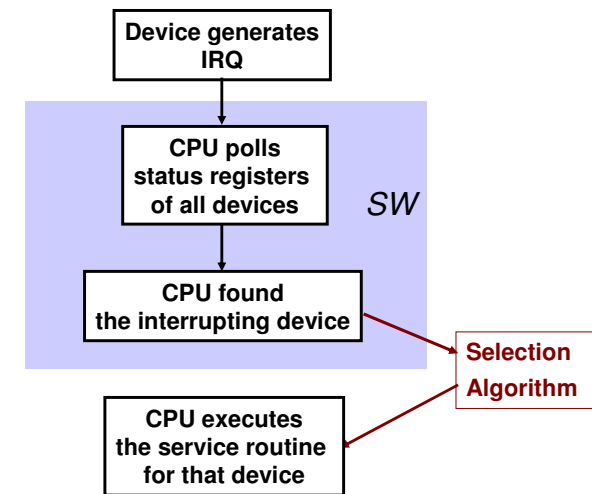 Device generates
IRQ
CPU polls
status registers
of all devices
SW
CPU found
the interrupting device
Selection
Algorithm
CPU executes
the service routine
for that device